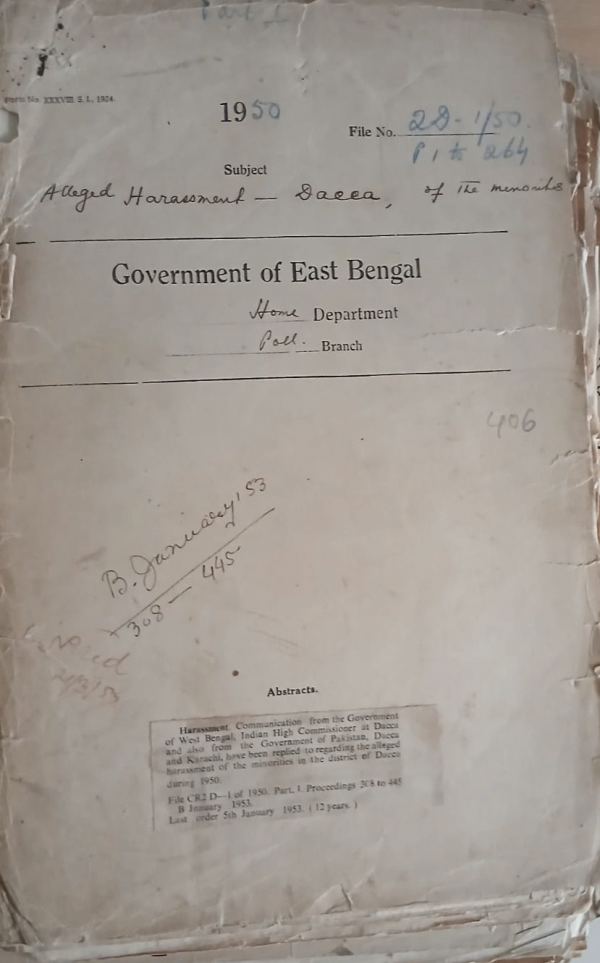 Part I
Form No. XXXVIII S. I., 1924.
1950
File No. 2D-1/50.
P 1 to 264
Subject
Alleged Harassment — Dacca, of the minorities
Government of East Bengal
Home Department
Poll. Branch
406
B. January '53
308 — 445
Abstracts.
Harassment. Communication from the Government
of West Bengal, Indian High Commissioner at Dacca
and also from the Government of Pakistan, Dacca
and Karachi, have been replied to regarding the alleged
harassment of the minorities in the district of Dacca
during 1950.
File CR2 D—1 of 1950. Part. I. Proceedings 308 to 445
B January 1953.
Last order 5th January 1953. ( 12 years. )